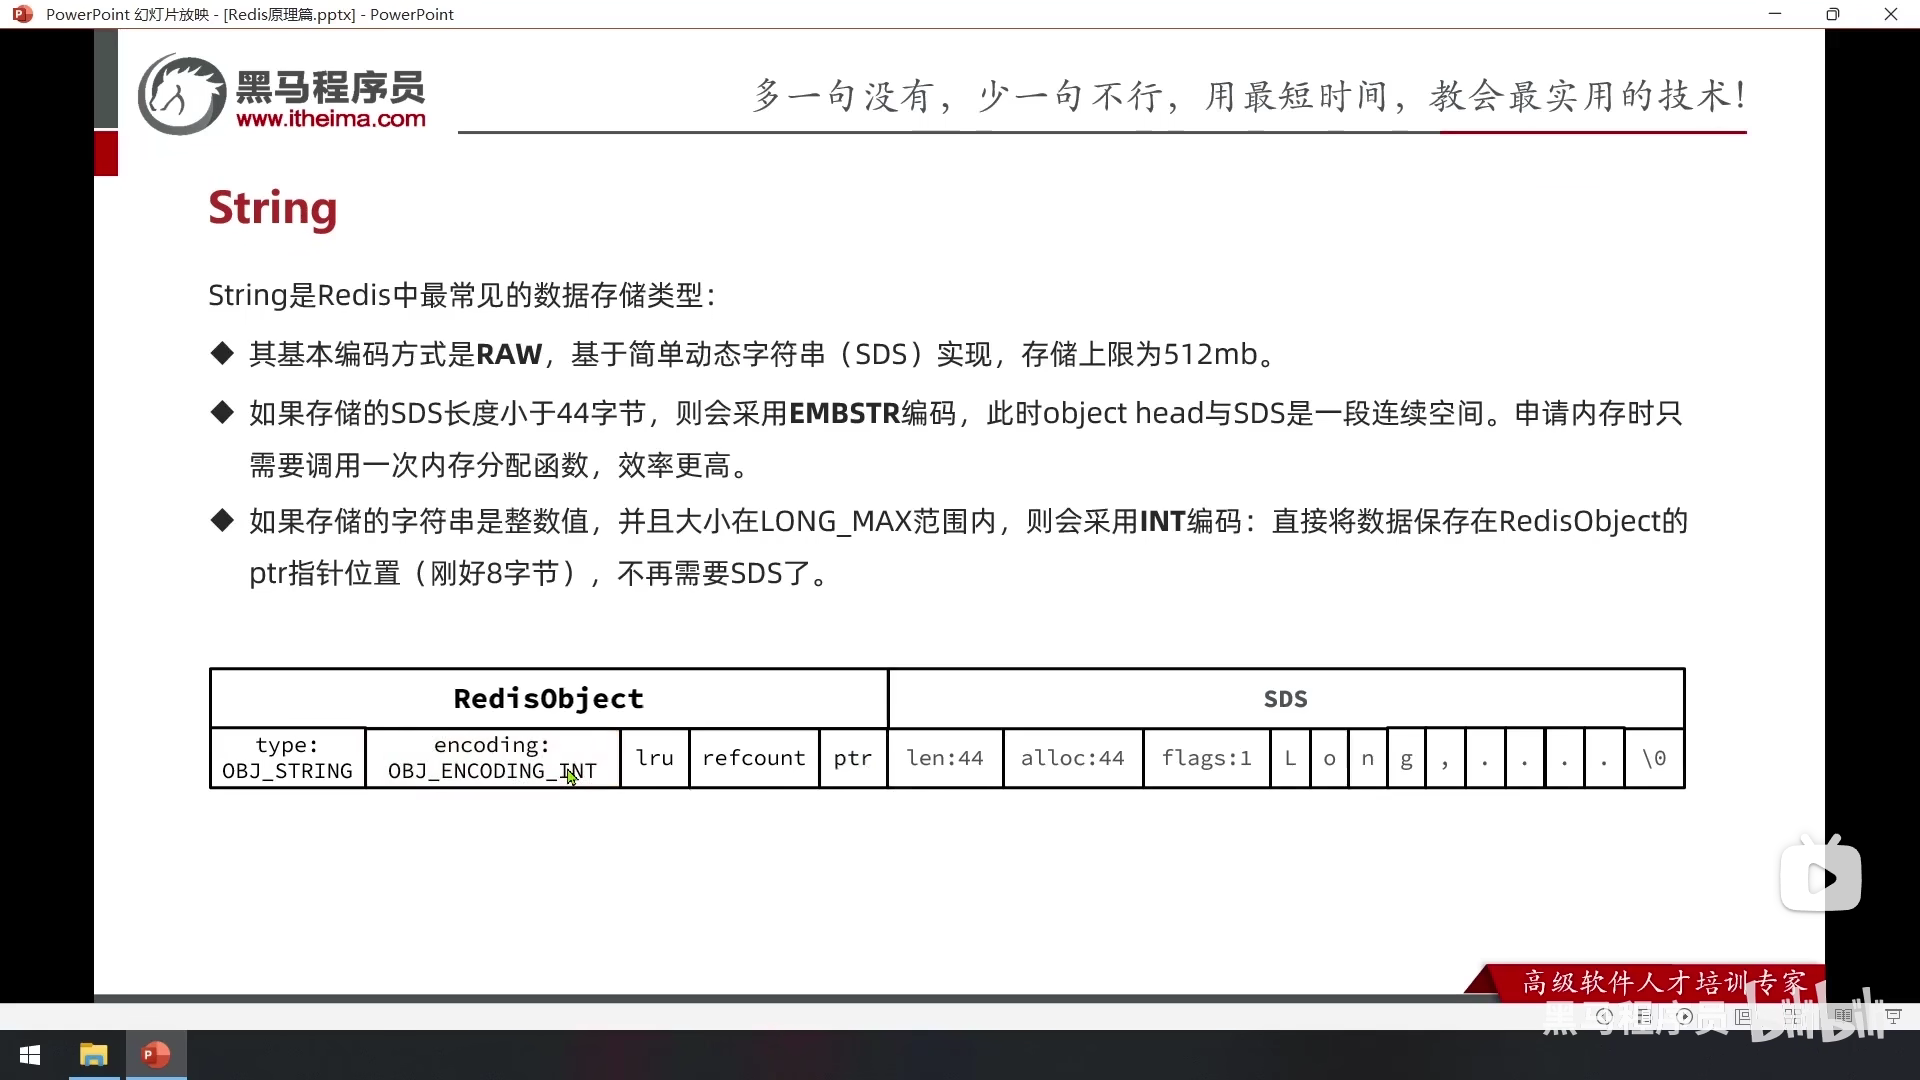 PowerPoint 幻灯片放映 - [Redis原理篇.pptx] - PowerPoint
黑马程序员
www.itheima.com
多一句没有，少一句不行，用最短时间，教会最实用的技术！
String
String是Redis中最常见的数据存储类型：
◆ 其基本编码方式是RAW，基于简单动态字符串（SDS）实现，存储上限为512mb。
◆ 如果存储的SDS长度小于44字节，则会采用EMBSTR编码，此时object head与SDS是一段连续空间。申请内存时只
需要调用一次内存分配函数，效率更高。
◆ 如果存储的字符串是整数值，并且大小在LONG_MAX范围内，则会采用INT编码：直接将数据保存在RedisObject的
ptr指针位置（刚好8字节），不再需要SDS了。
RedisObject SDS
type: OBJ_STRING encoding: OBJ_ENCODING_INT lru refcount ptr len:44 alloc:44 flags:1 L o n g , . . . . \0
高级软件人才培训专家
黑马程序员 bilibili